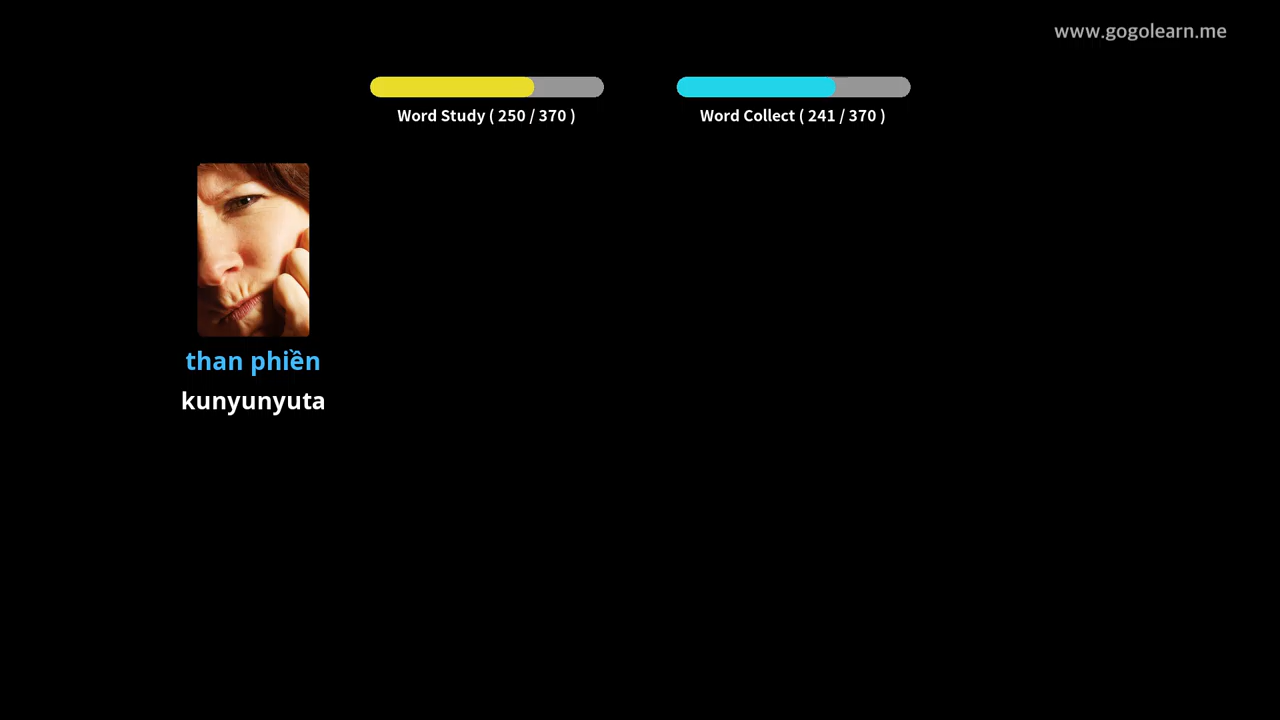 www.gogolearn.me
Word Study ( 250 / 370 )
Word Collect ( 241 / 370 )
than phiền
kunyunyuta